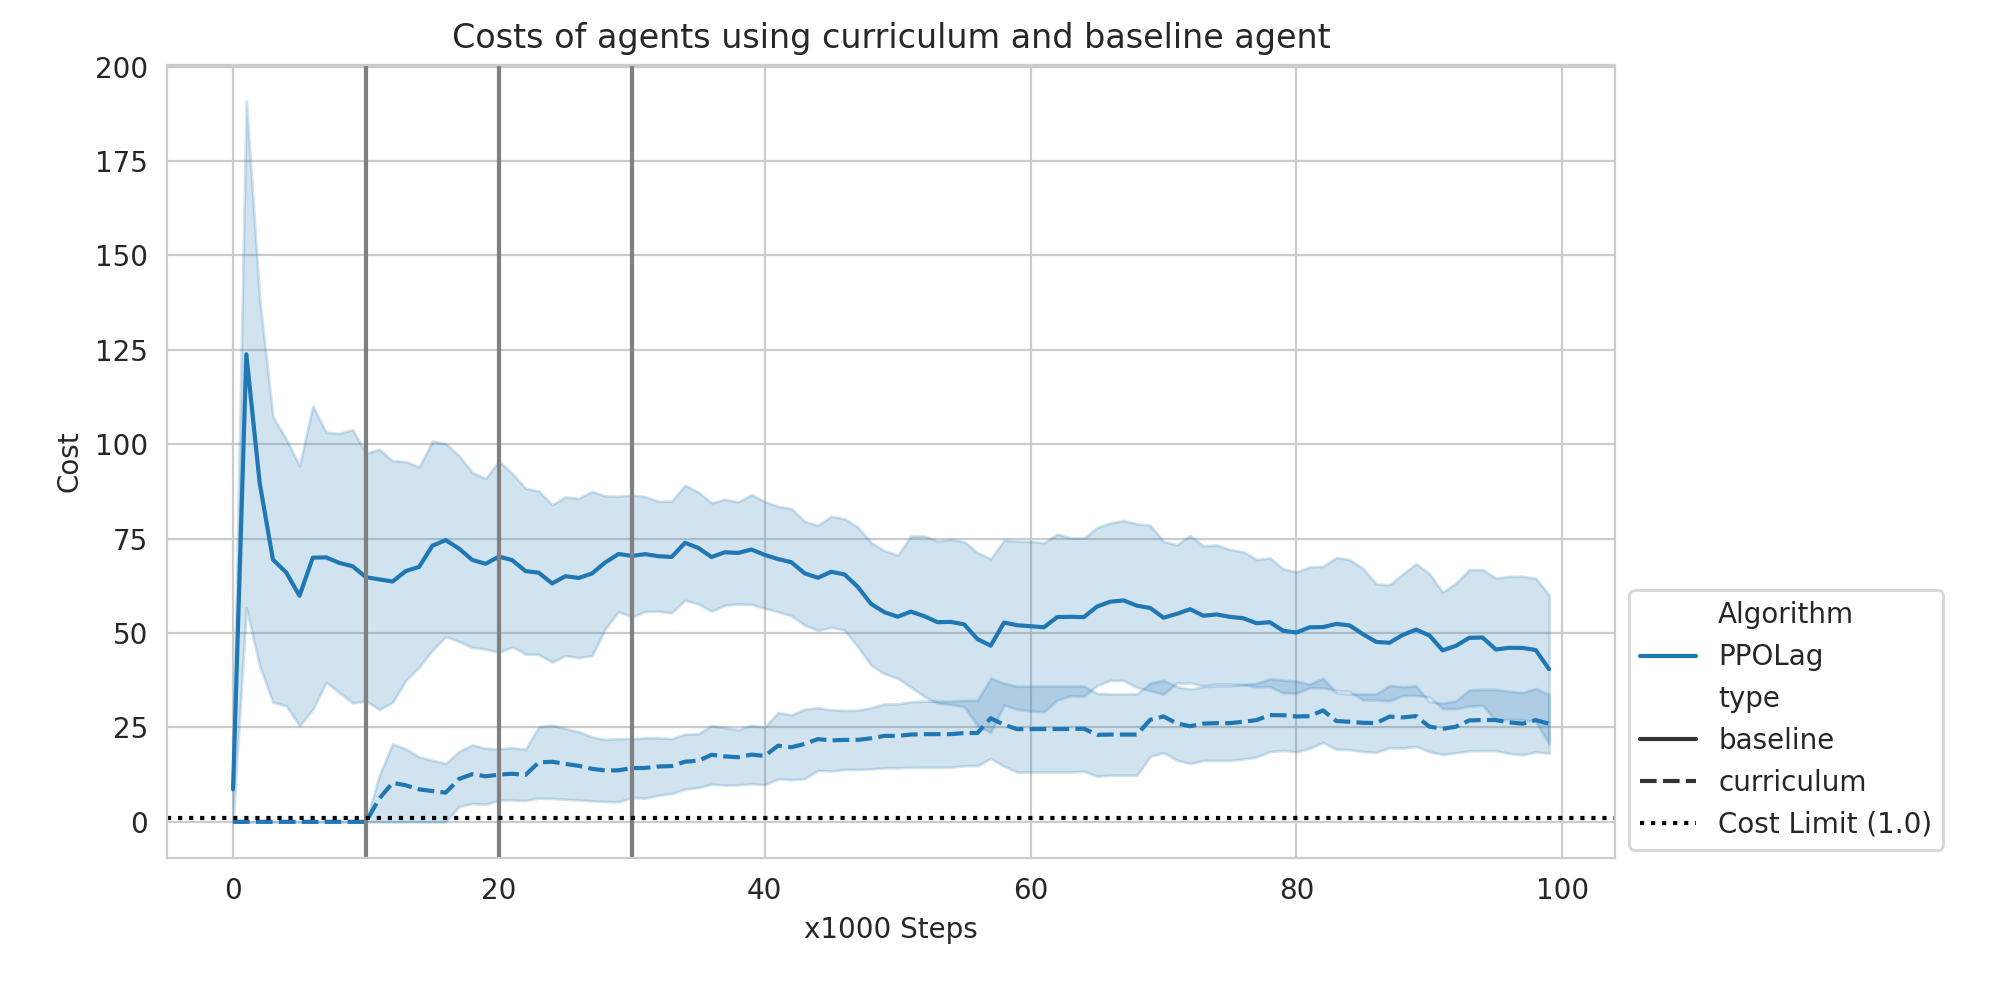 Costs of agents using curriculum and baseline agent
200
175
150
125
100
75
50
25
0
Cost
0 20 40 60 80 100
x1000 Steps
Algorithm
PPOLag
type
baseline
curriculum
Cost Limit (1.0)